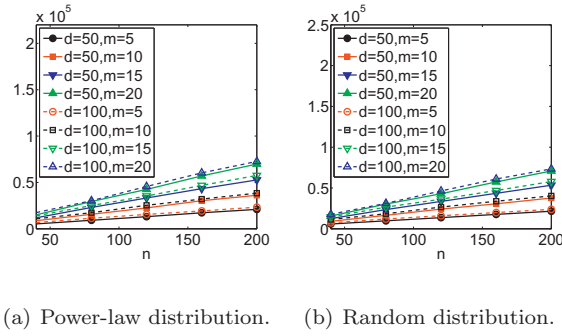 x 10^5
x 10^5
2
1.5
1
0.5
0
2.5
2
1.5
1
0.5
0
d=50,m=5
d=50,m=10
d=50,m=15
d=50,m=20
d=100,m=5
d=100,m=10
d=100,m=15
d=100,m=20
d=50,m=5
d=50,m=10
d=50,m=15
d=50,m=20
d=100,m=5
d=100,m=10
d=100,m=15
d=100,m=20
50 100 150 200
50 100 150 200
n
n
(a) Power-law distribution.
(b) Random distribution.